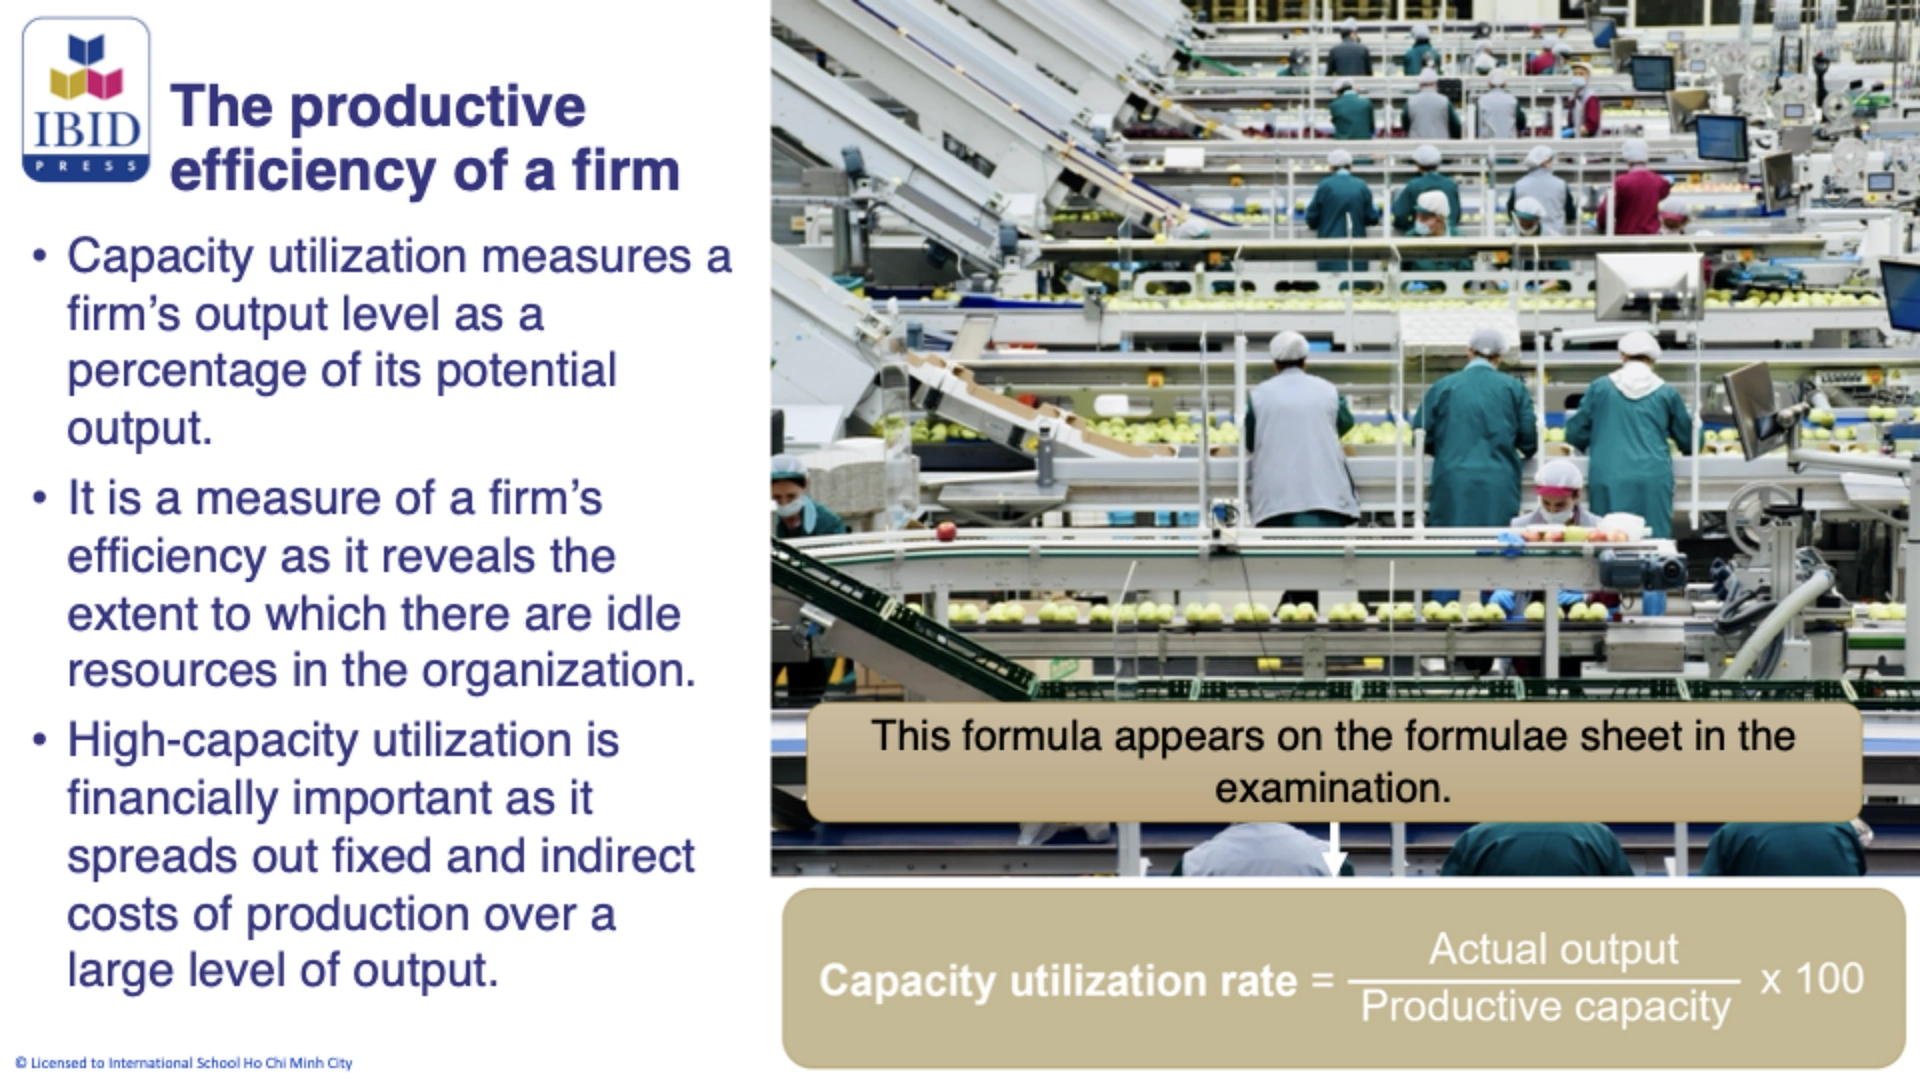 IBID
PRESS
The productive
efficiency of a firm
• Capacity utilization measures a
firm’s output level as a
percentage of its potential
output.
• It is a measure of a firm’s
efficiency as it reveals the
extent to which there are idle
resources in the organization.
• High-capacity utilization is
financially important as it
spreads out fixed and indirect
costs of production over a
large level of output.
This formula appears on the formulae sheet in the
examination.
Capacity utilization rate = Actual output / Productive capacity x 100
© Licensed to International School Ho Chi Minh City